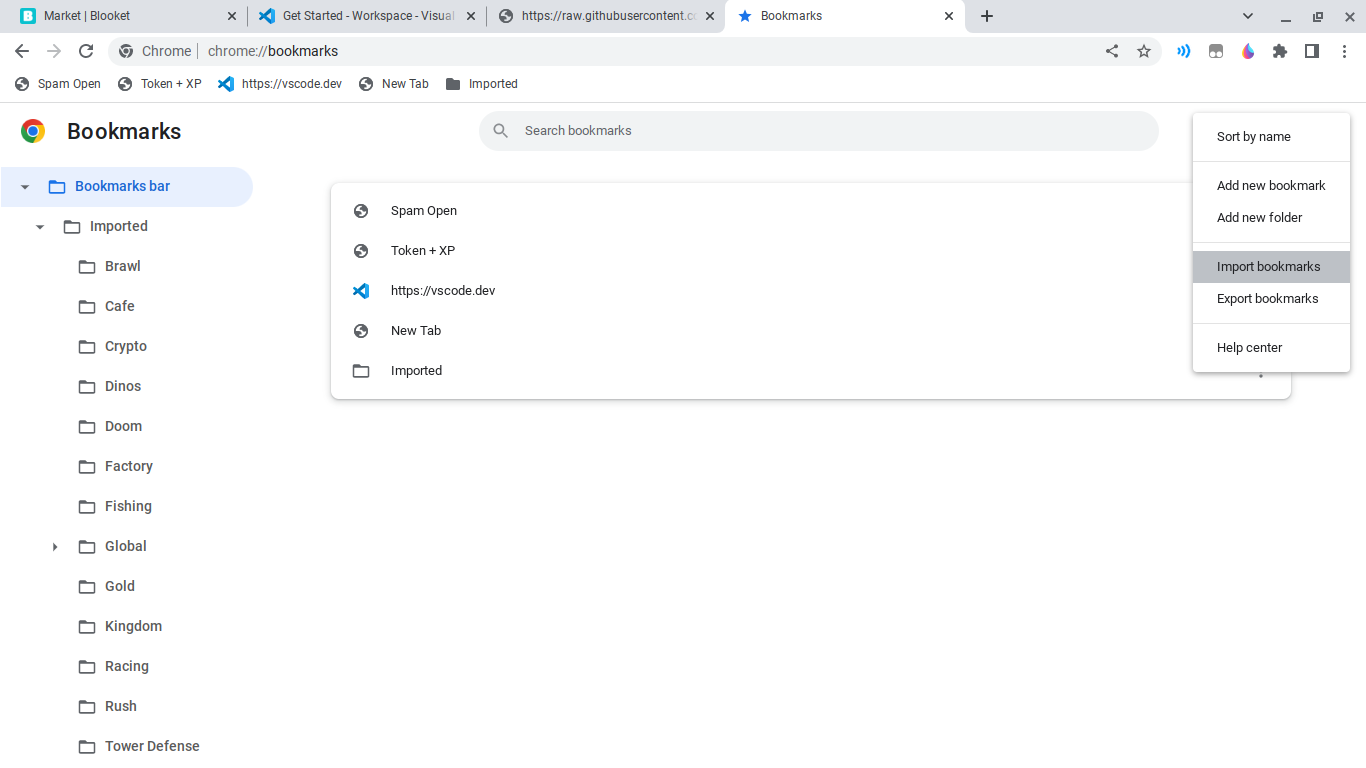 Market | Blooket
Get Started - Workspace - Visual
https://raw.githubusercontent.co
Bookmarks
Chrome
chrome://bookmarks
Spam Open
Token + XP
https://vscode.dev
New Tab
Imported
Bookmarks
Search bookmarks
Sort by name
Add new bookmark
Add new folder
Import bookmarks
Export bookmarks
Help center
Bookmarks bar
Imported
Brawl
Cafe
Crypto
Dinos
Doom
Factory
Fishing
Global
Gold
Kingdom
Racing
Rush
Tower Defense
Spam Open
Token + XP
https://vscode.dev
New Tab
Imported